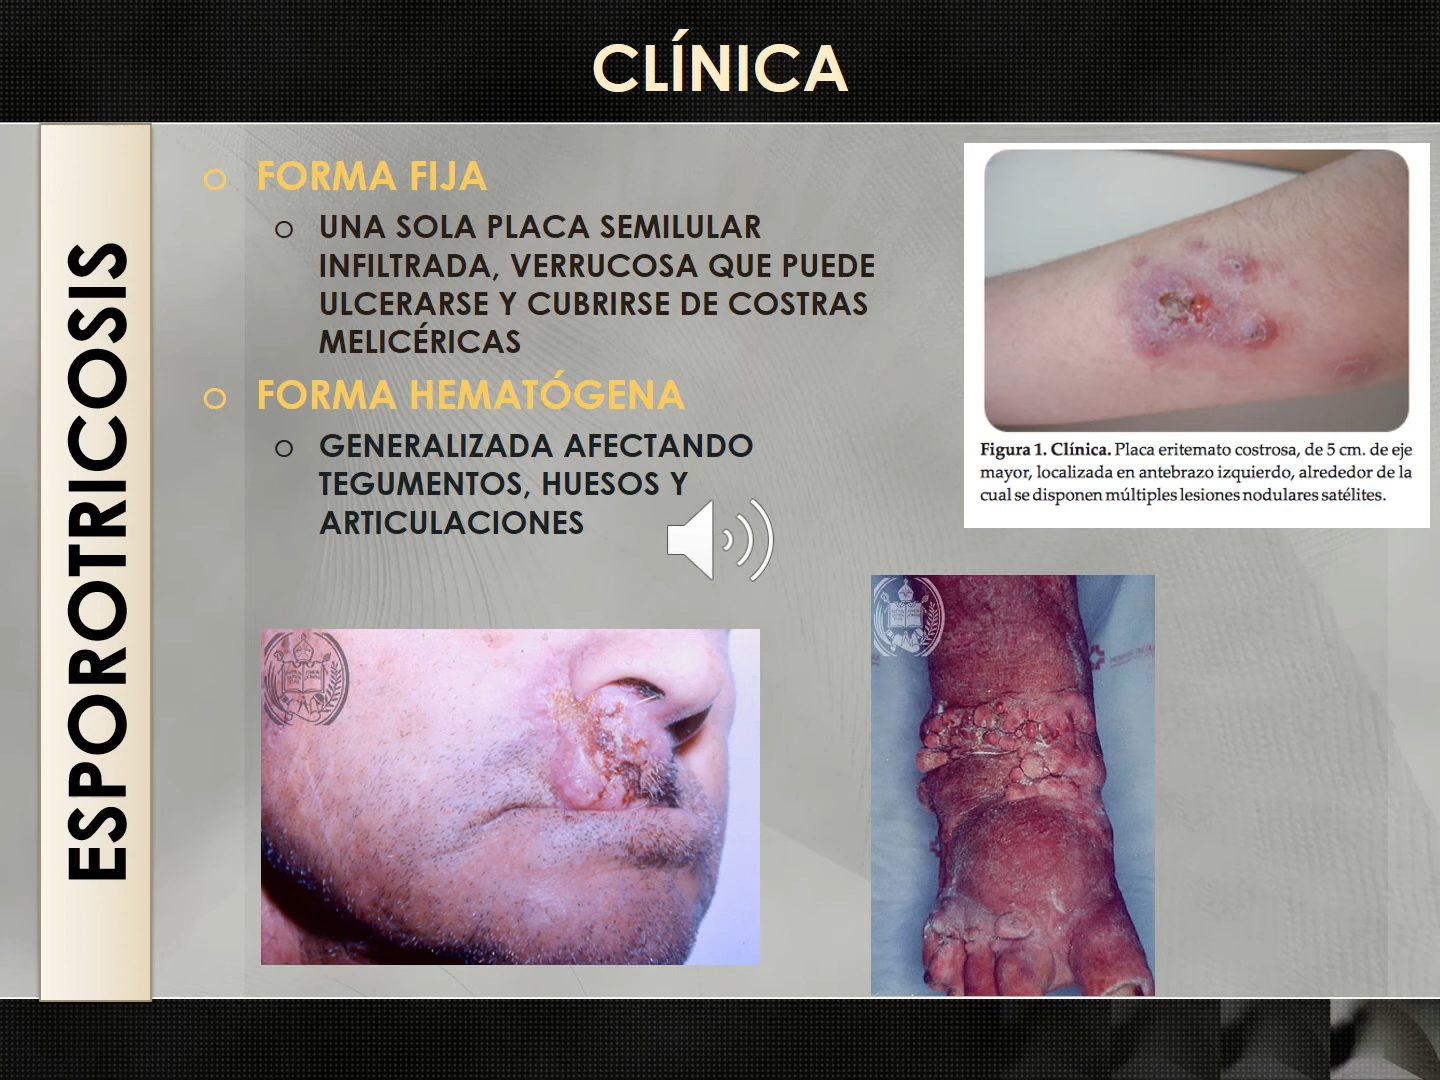 CLÍNICA
ESPOROTRICOSIS
FORMA FIJA
UNA SOLA PLACA SEMILULAR
INFILTRADA, VERRUCOSA QUE PUEDE
ULCERARSE Y CUBRIRSE DE COSTRAS
MELICÉRICAS
FORMA HEMATÓGENA
GENERALIZADA AFECTANDO
TEGUMENTOS, HUESOS Y
ARTICULACIONES
Figura 1. Clínica. Placa eritemato costrosa, de 5 cm. de eje
mayor, localizada en antebrazo izquierdo, alrededor de la
cual se disponen múltiples lesiones nodulares satélites.